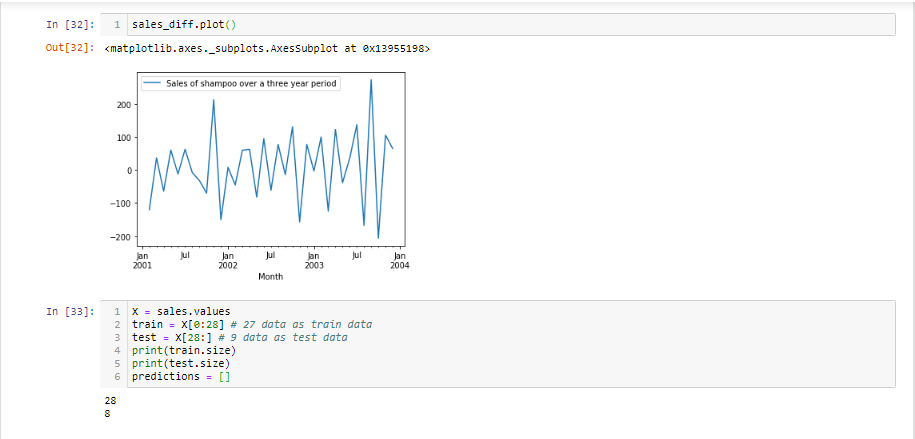 In [32]: 1 sales_diff.plot()
Out[32]: <matplotlib.axes._subplots.AxesSubplot at 0x13955198>
Sales of shampoo over a three year period
200
100
0
−100
−200
Jan Jul Jan Jul Jan Jul Jan
2001 2002 2003 2004
Month
In [33]: 1 X = sales.values
2 train = X[0:28] # 27 data as train data
3 test = X[28:] # 9 data as test data
4 print(train.size)
5 print(test.size)
6 predictions = []
28
8